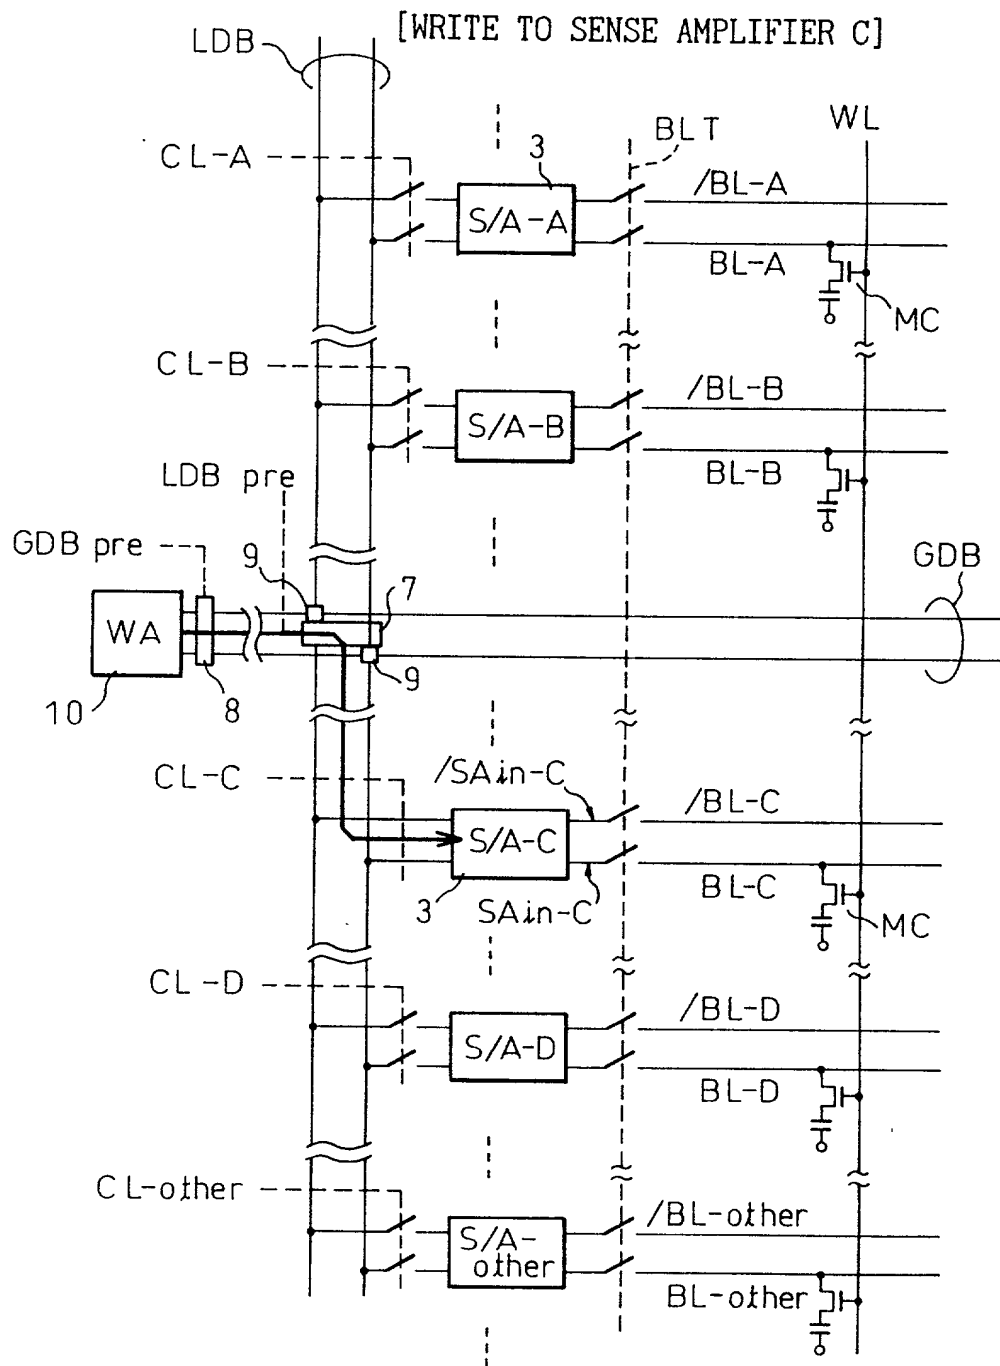 [WRITE TO SENSE AMPLIFIER C]
LDB
WL
BLT
CL-A
3
/BL-A
S/A-A
BL-A
MC
CL-B
/BL-B
S/A-B
BL-B
LDB pre
GDB pre
9
7
GDB
WA
10
8
9
CL-C
/SAin-C
/BL-C
S/A-C
BL-C
3
SAin-C
MC
CL-D
/BL-D
S/A-D
BL-D
CL-other
/BL-other
S/A-
other
BL-other